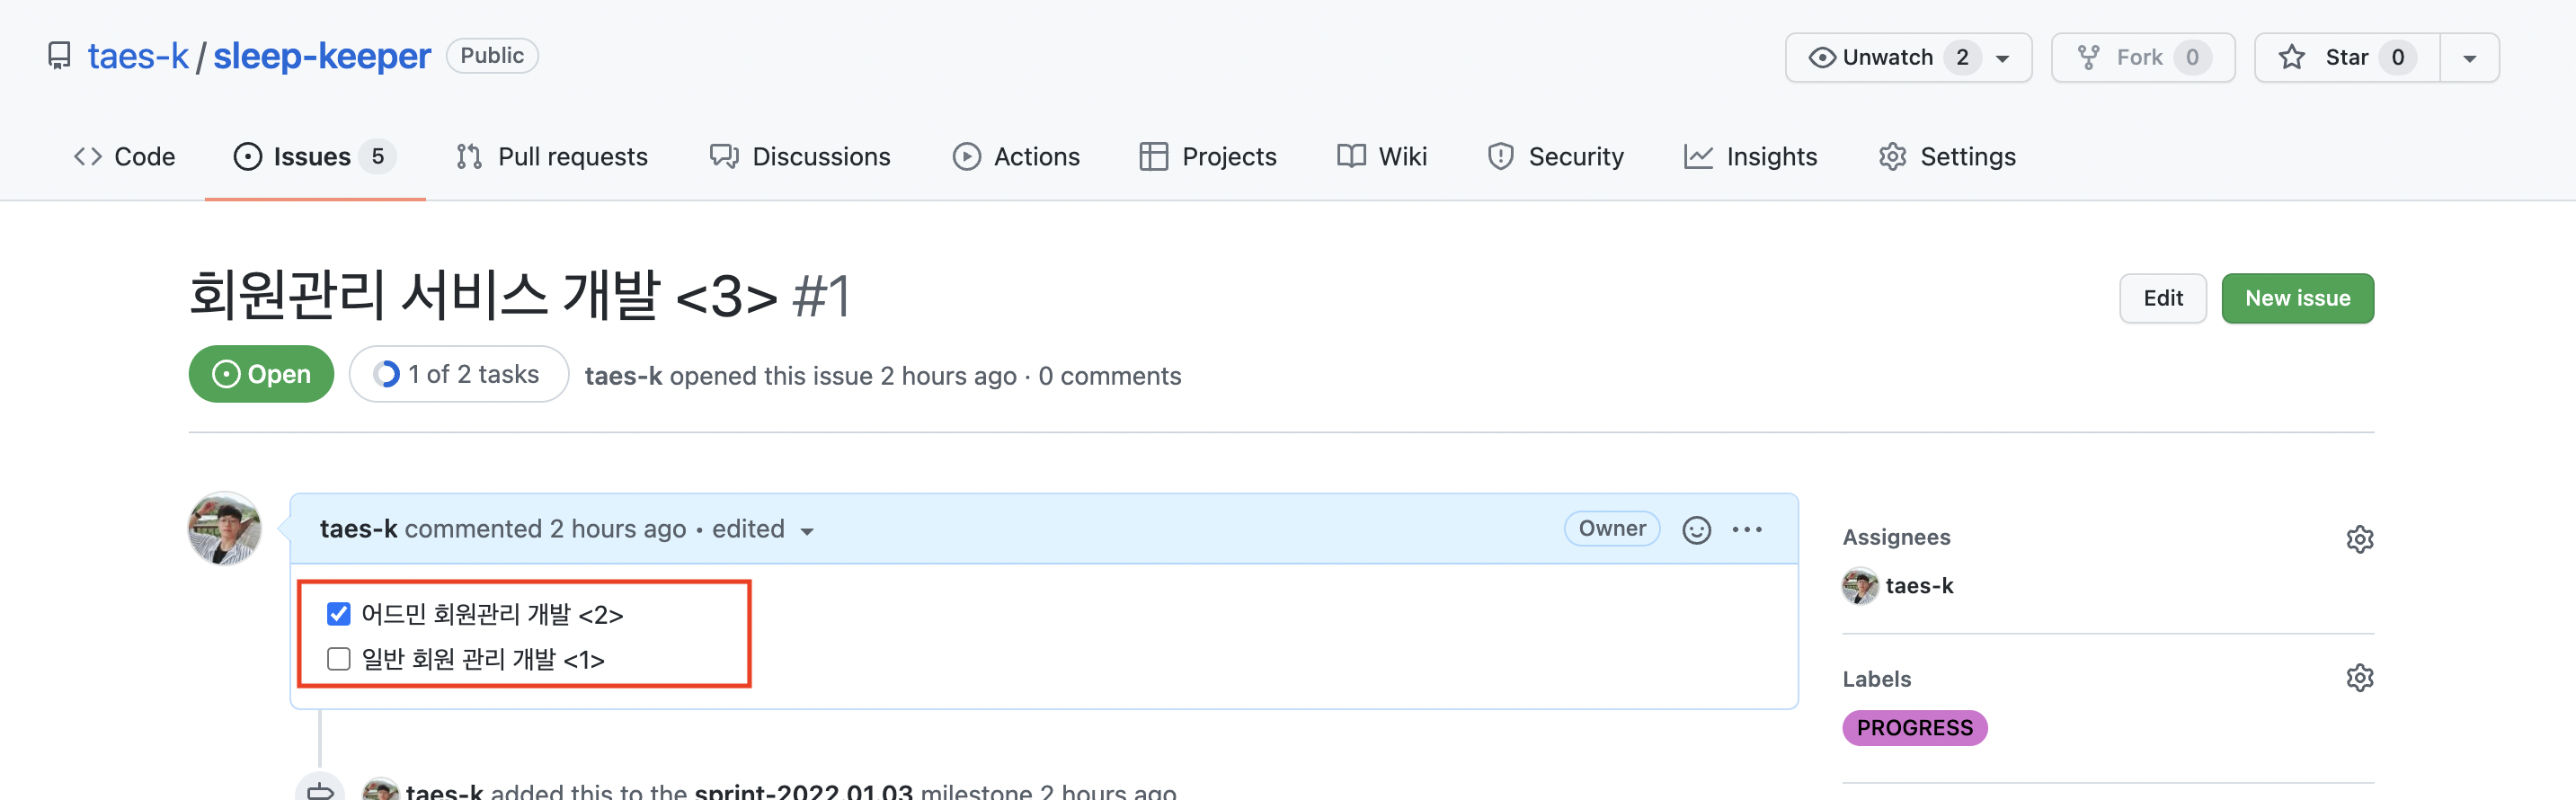 taes-k / sleep-keeper Public Unwatch 2 Fork 0 Star 0
Code Issues 5 Pull requests Discussions Actions Projects Wiki Security Insights Settings
회원관리 서비스 개발 <3> #1 Edit New issue
Open 1 of 2 tasks taes-k opened this issue 2 hours ago · 0 comments
taes-k commented 2 hours ago • edited Owner
어드민 회원관리 개발 <2>
일반 회원 관리 개발 <1>
Assignees
taes-k
Labels
PROGRESS
taes-k added this to the sprint-2022.01.03 milestone 2 hours ago